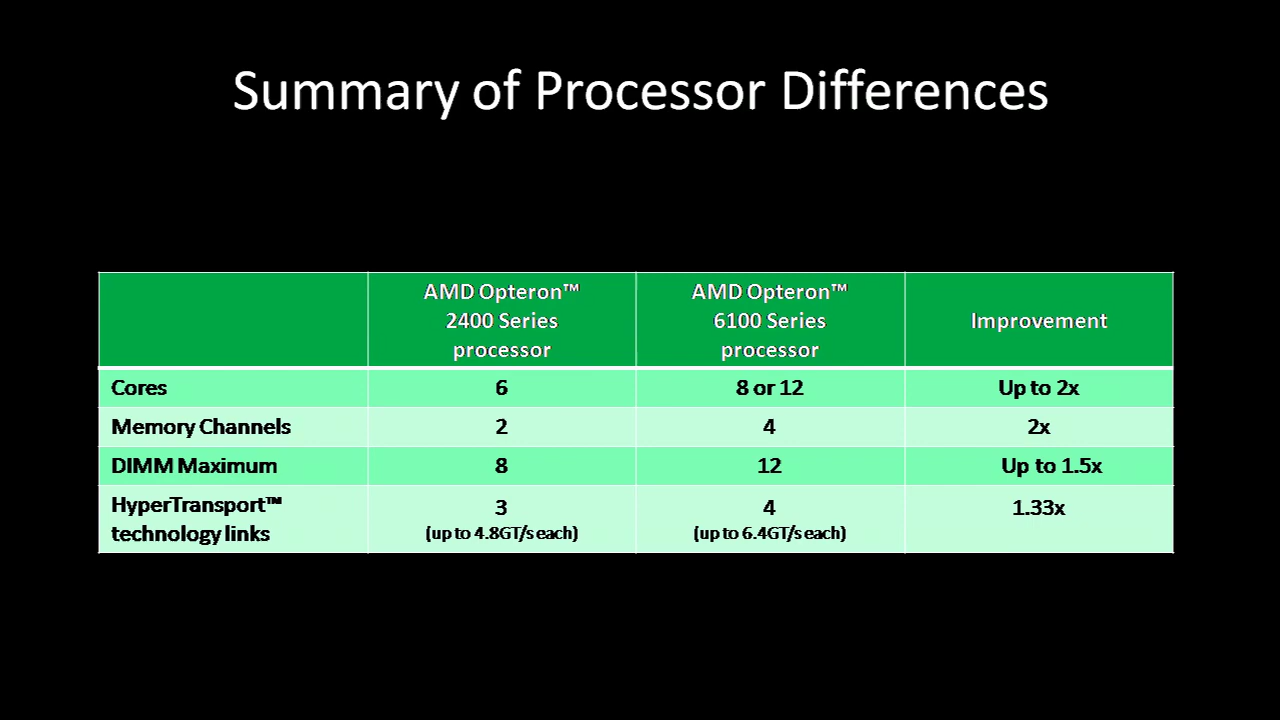 Summary of Processor Differences
AMD Opteron™
2400 Series
processor
AMD Opteron™
6100 Series
processor
Improvement
Cores
6
8 or 12
Up to 2x
Memory Channels
2
4
2x
DIMM Maximum
8
12
Up to 1.5x
HyperTransport™
technology links
3
(up to 4.8GT/s each)
4
(up to 6.4GT/s each)
1.33x